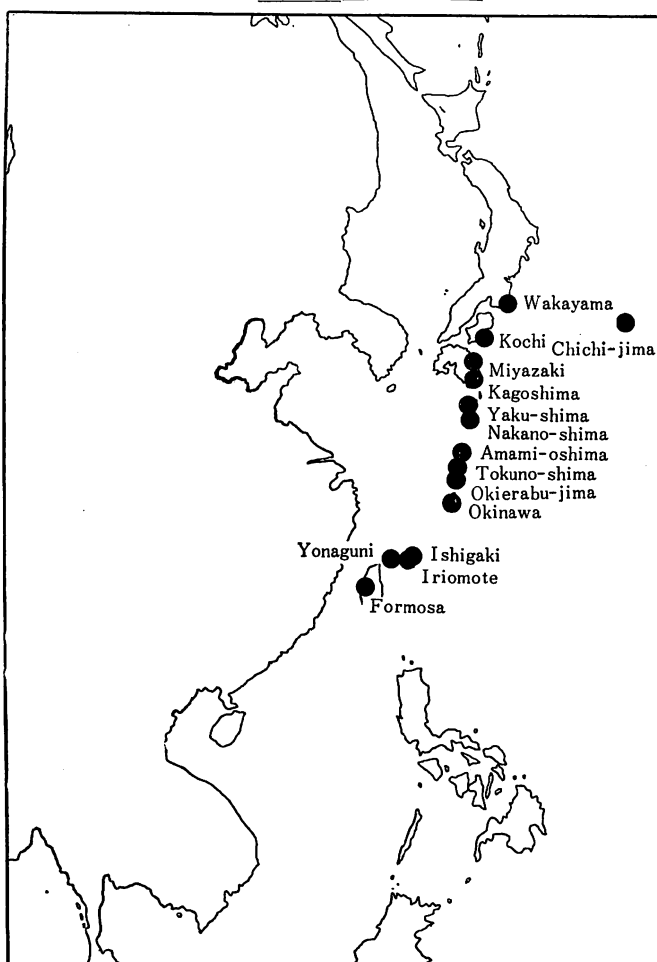 Wakayama
Kochi
Chichi-jima
Miyazaki
Kagoshima
Yaku-shima
Nakano-shima
Amami-oshima
Tokuno-shima
Okierabu-jima
Okinawa
Yonaguni
Ishigaki
Iriomote
Formosa